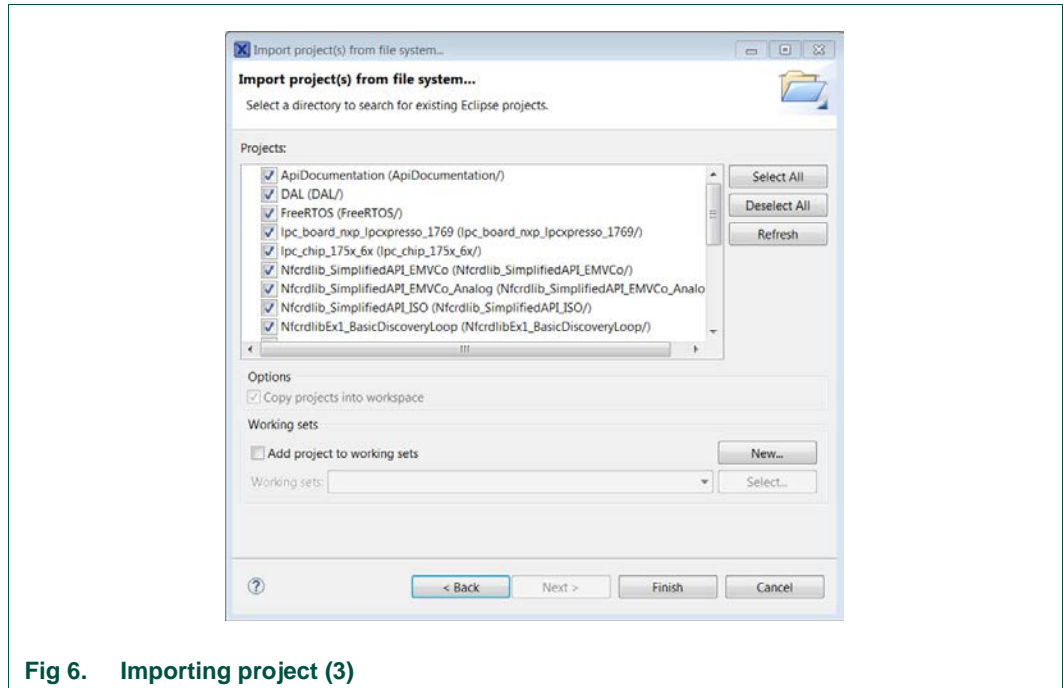 Import project(s) from file system...
Import project(s) from file system...
Select a directory to search for existing Eclipse projects.
Projects:
ApiDocumentation (ApiDocumentation/)
DAL (DAL/)
FreeRTOS (FreeRTOS/)
lpc_board_nxp_lpcxpresso_1769 (lpc_board_nxp_lpcxpresso_1769/)
lpc_chip_175x_6x (lpc_chip_175x_6x/)
Nfcrdlib_SimplifiedAPI_EMVCo (Nfcrdlib_SimplifiedAPI_EMVCo/)
Nfcrdlib_SimplifiedAPI_EMVCo_Analog (Nfcrdlib_SimplifiedAPI_EMVCo_Analo
Nfcrdlib_SimplifiedAPI_ISO (Nfcrdlib_SimplifiedAPI_ISO/)
NfcrdlibEx1_BasicDiscoveryLoop (NfcrdlibEx1_BasicDiscoveryLoop/)
Select All
Deselect All
Refresh
Options
Copy projects into workspace
Working sets
Add project to working sets
New...
Working sets:
Select...
< Back
Next >
Finish
Cancel
Fig 6. Importing project (3)